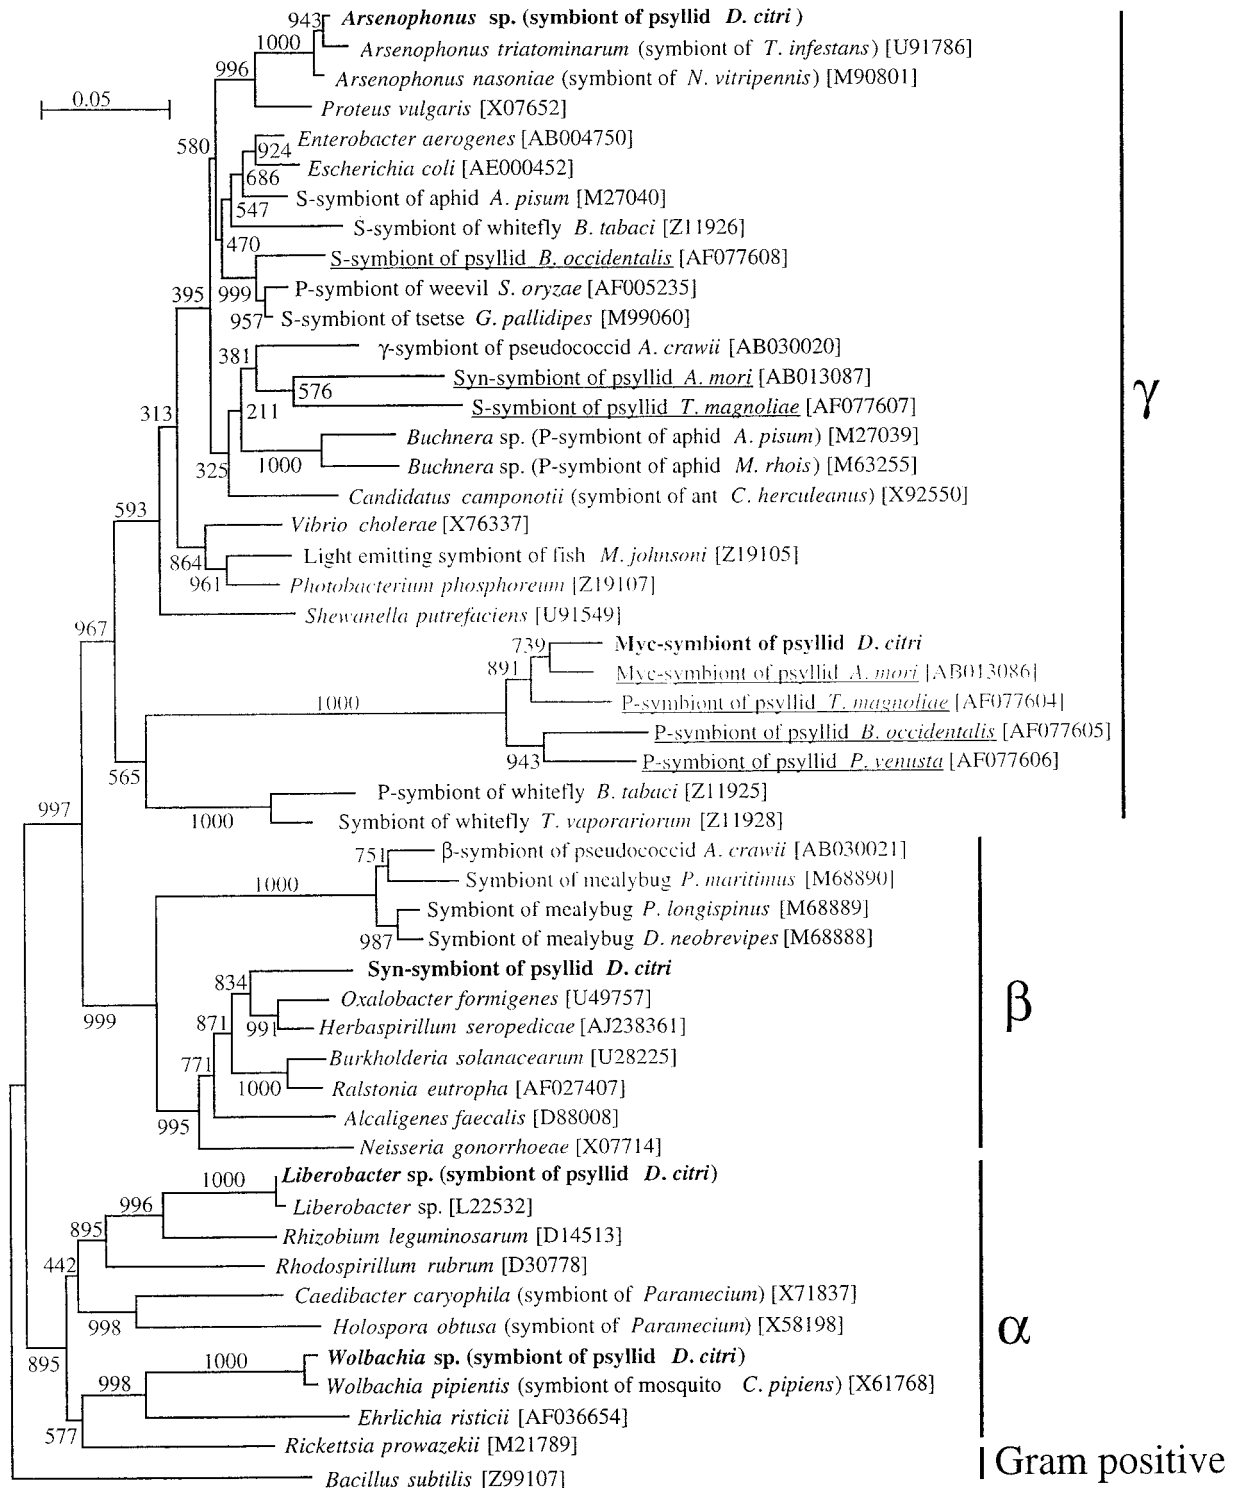 943 Arsenophonus sp. (symbiont of psyllid D. citri)
1000 Arsenophonus triatominarum (symbiont of T. infestans) [U91786]
996 Arsenophonus nasoniae (symbiont of N. vitripennis) [M90801]
0.05 Proteus vulgaris [X07652]
Enterobacter aerogenes [AB004750]
580 924
Escherichia coli [AE000452]
686
S-symbiont of aphid A. pisum [M27040]
547
S-symbiont of whitefly B. tabaci [Z11926]
470
S-symbiont of psyllid B. occidentalis [AF077608]
395 999 P-symbiont of weevil S. oryzae [AF005235]
957 S-symbiont of tsetse G. pallidipes [M99060]
381 γ-symbiont of pseudococcid A. crawii [AB030020]
Syn-symbiont of psyllid A. mori [AB013087]
576
S-symbiont of psyllid T. magnoliae [AF077607]
313 211
Buchnera sp. (P-symbiont of aphid A. pisum) [M27039]
325 1000 Buchnera sp. (P-symbiont of aphid M. rhois) [M63255]
Candidatus camponotii (symbiont of ant C. herculeanus) [X92550]
593
Vibrio cholerae [X76337]
864 Light emitting symbiont of fish M. johnsoni [Z19105]
961 Photobacterium phosphoreum [Z19107]
Shewanella putrefaciens [U91549]
γ
967
739 Myc-symbiont of psyllid D. citri
891 Myc-symbiont of psyllid A. mori [AB013086]
1000 P-symbiont of psyllid T. magnoliae [AF077604]
P-symbiont of psyllid B. occidentalis [AF077605]
943 P-symbiont of psyllid P. venusta [AF077606]
565
P-symbiont of whitefly B. tabaci [Z11925]
997 1000 Symbiont of whitefly T. vaporariorum [Z11928]
751 β-symbiont of pseudococcid A. crawii [AB030021]
1000 Symbiont of mealybug P. maritimus [M68890]
Symbiont of mealybug P. longispinus [M68889]
987 Symbiont of mealybug D. neobrevipes [M68888]
Syn-symbiont of psyllid D. citri
834
Oxalobacter formigenes [U49757]
999 871 991 Herbaspirillum seropedicae [AJ238361]
Burkholderia solanacearum [U28225]
771
1000 Ralstonia eutropha [AF027407]
Alcaligenes faecalis [D88008]
995
Neisseria gonorrhoeae [X07714]
β
1000 Liberobacter sp. (symbiont of psyllid D. citri)
996 Liberobacter sp. [L22532]
895 Rhizobium leguminosarum [D14513]
442 Rhodospirillum rubrum [D30778]
Caedibacter caryophila (symbiont of Paramecium) [X71837]
998 Holospora obtusa (symbiont of Paramecium) [X58198]
895 1000 Wolbachia sp. (symbiont of psyllid D. citri)
998 Wolbachia pipientis (symbiont of mosquito C. pipiens) [X61768]
Ehrlichia risticii [AF036654]
577
Rickettsia prowazekii [M21789]
α
Bacillus subtilis [Z99107]
Gram positive